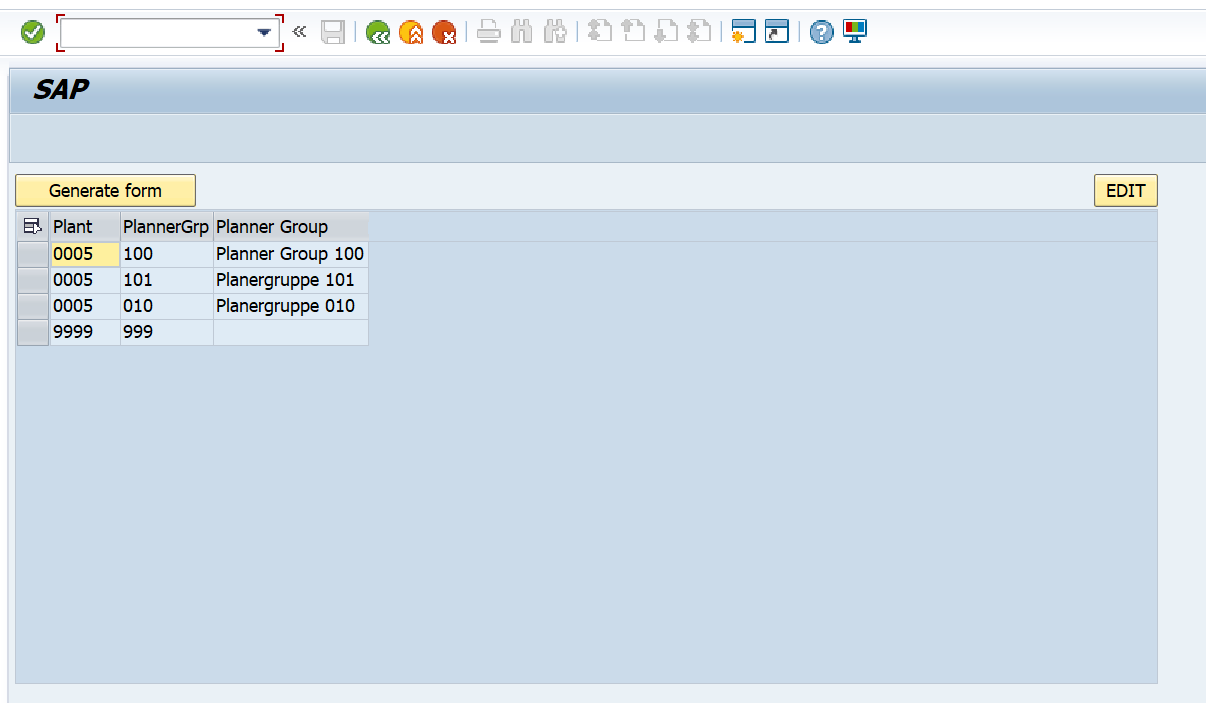 SAP
Generate form EDIT
Plant PlannerGrp Planner Group
0005 100 Planner Group 100
0005 101 Planergruppe 101
0005 010 Planergruppe 010
9999 999